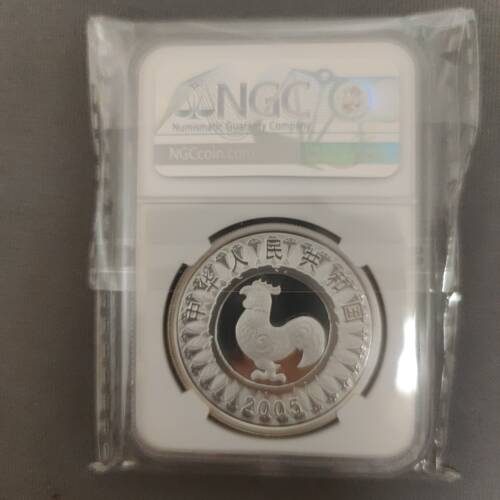 NGC
Numismatic Guaranty Company
NGCcoin.com
中华人民共和国
2005